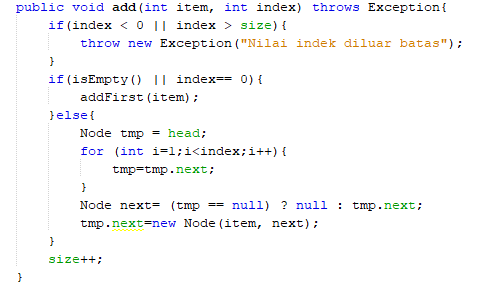 public void add(int item, int index) throws Exception{
if(index < 0 || index > size){
throw new Exception("Nilai indek diluar batas");
}
if(isEmpty() || index== 0){
addFirst(item);
}else{
Node tmp = head;
for (int i=1;i<index;i++){
tmp=tmp.next;
}
Node next= (tmp == null) ? null : tmp.next;
tmp.next=new Node(item, next);
}
size++;
}